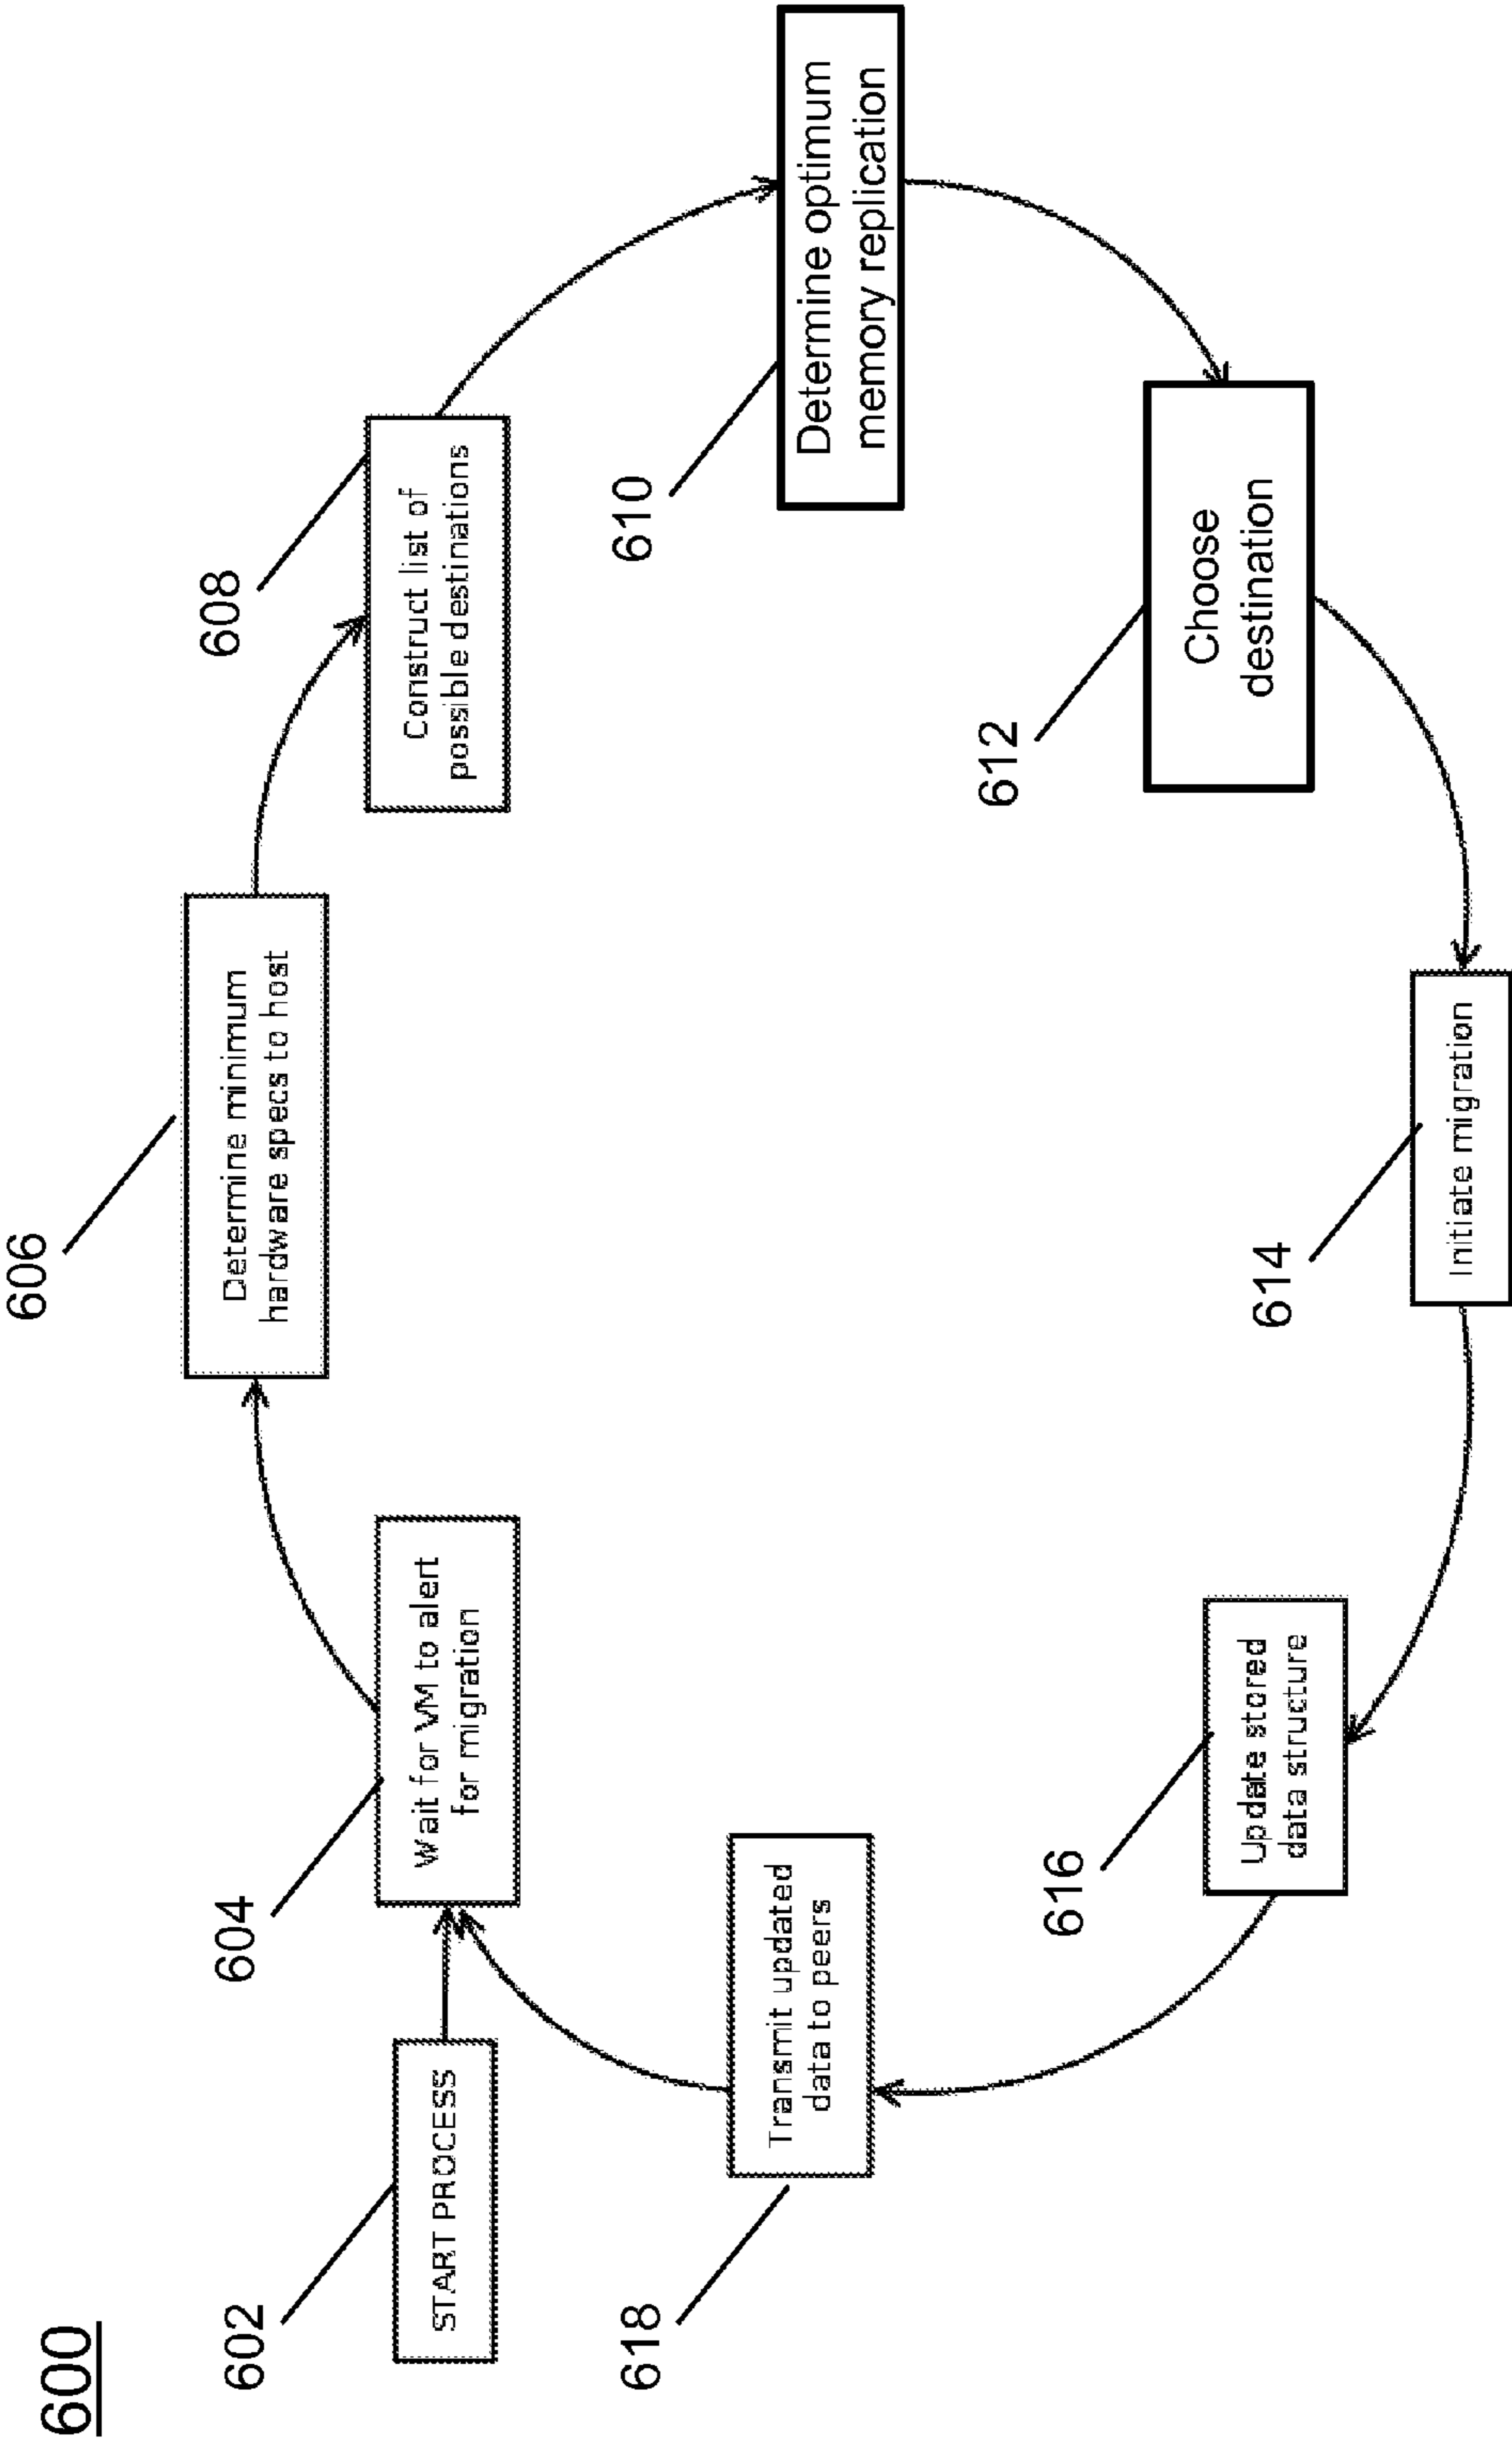 600
602
START PROCESS
604
Wait for VM to alert
for migration
606
Determine minimum
hardware specs to host
608
Construct list of
possible destinations
610
Determine optimum
memory replication
612
Choose
destination
614
Initiate migration
616
Update stored
data structure
618
Transmit updated
data to peers